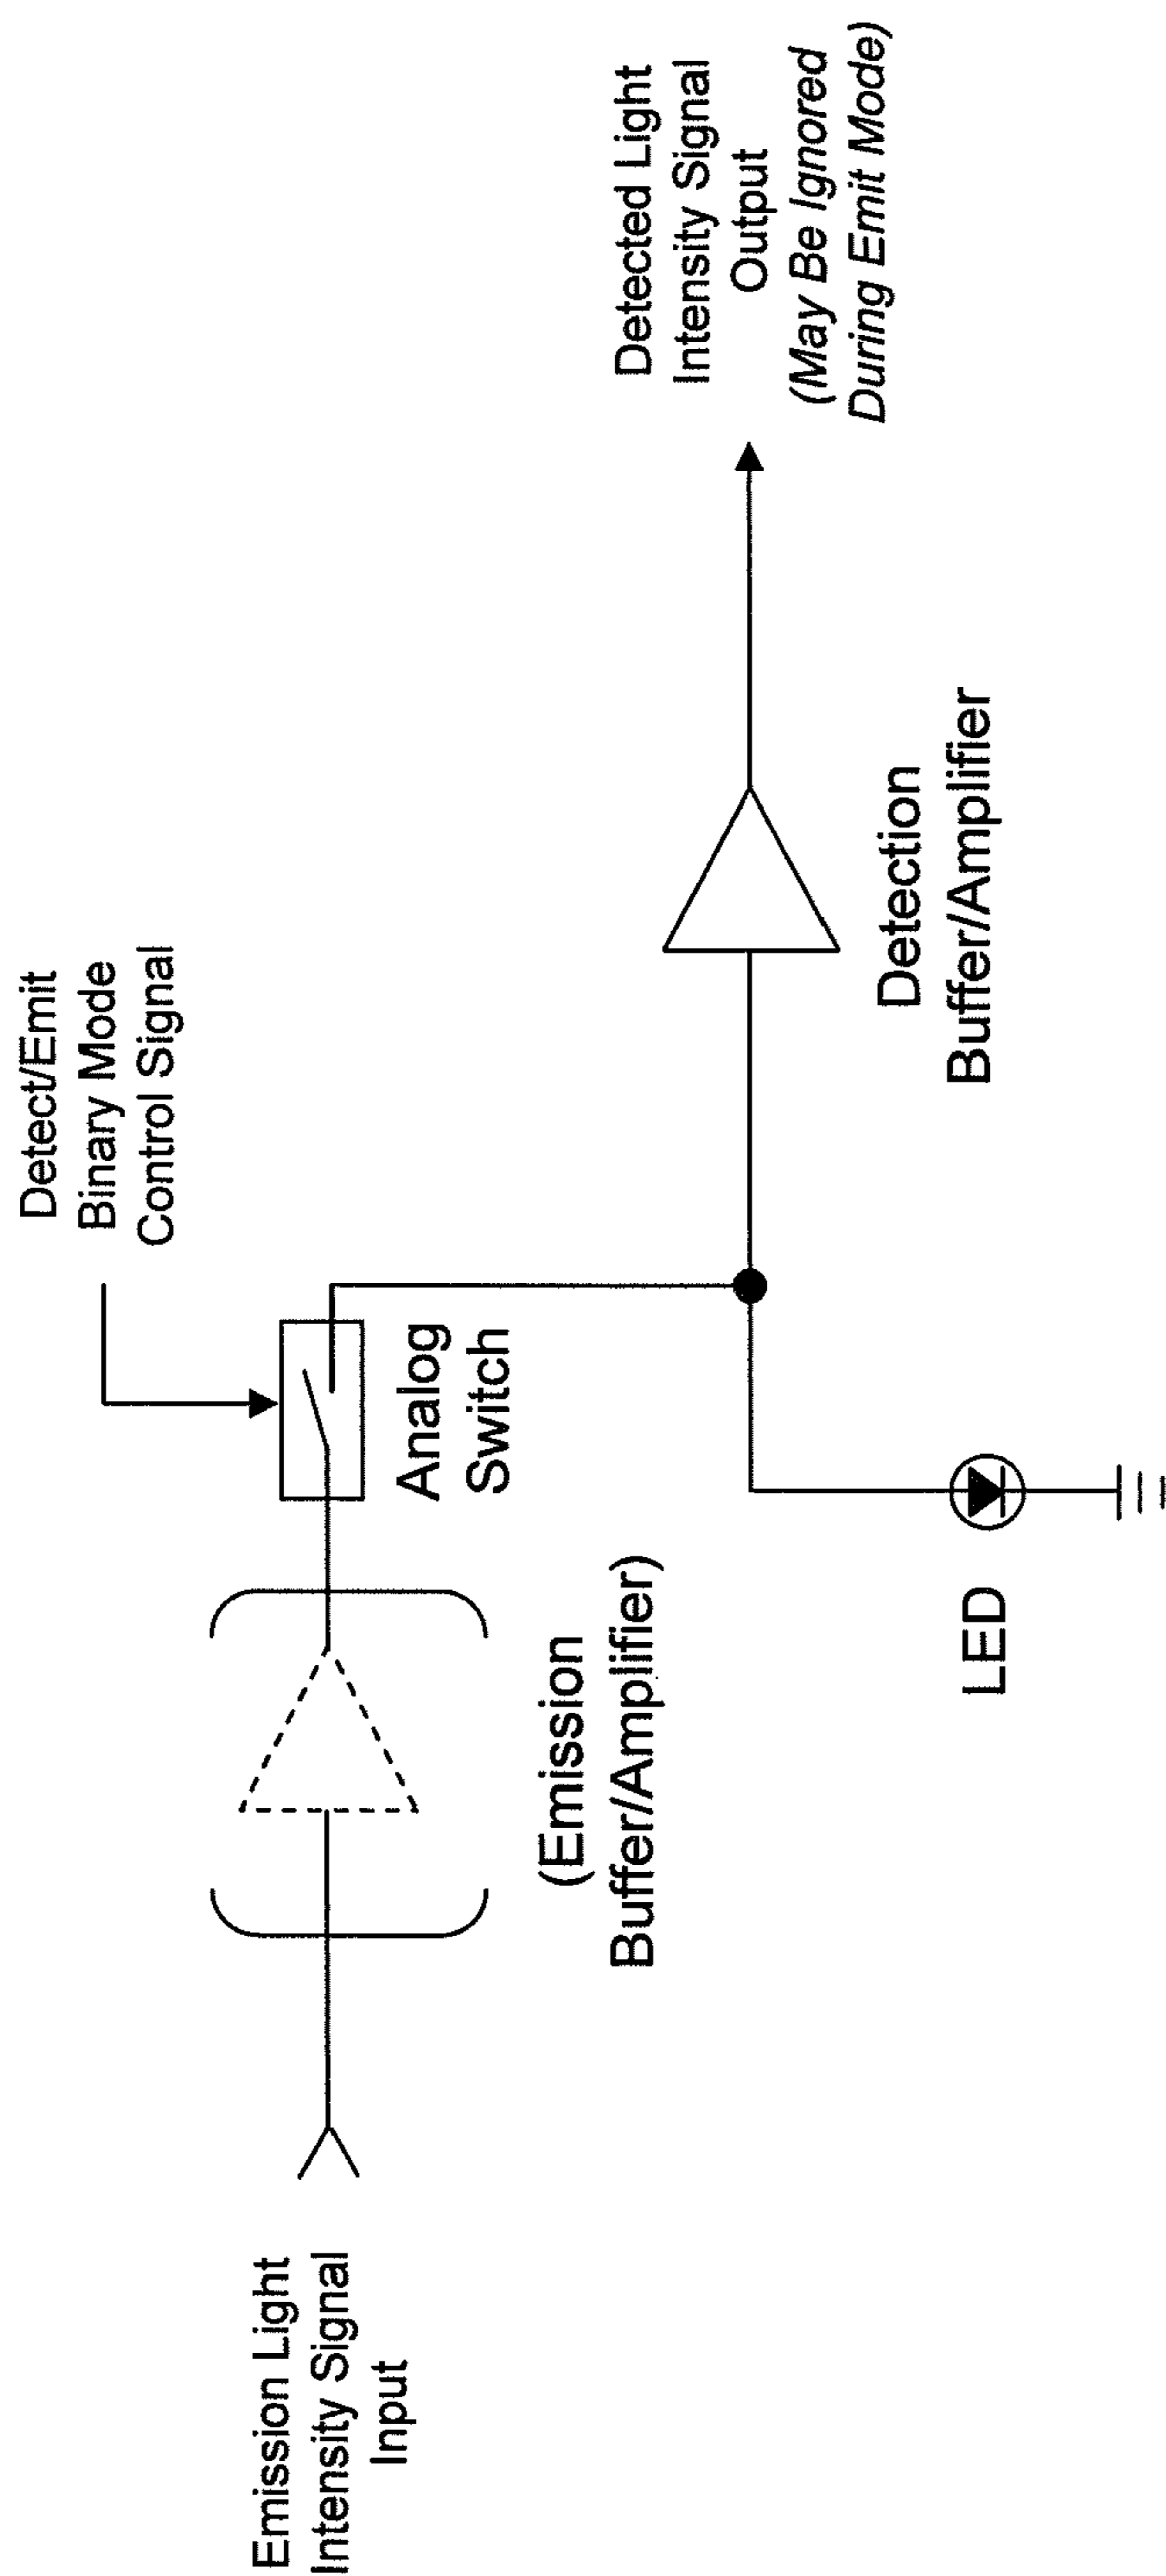 Emission Light
Intensity Signal
Input
(Emission
Buffer/Amplifier)
Detect/Emit
Binary Mode
Control Signal
Analog
Switch
LED
Detection
Buffer/Amplifier
Detected Light
Intensity Signal
Output
(May Be Ignored
During Emit Mode)